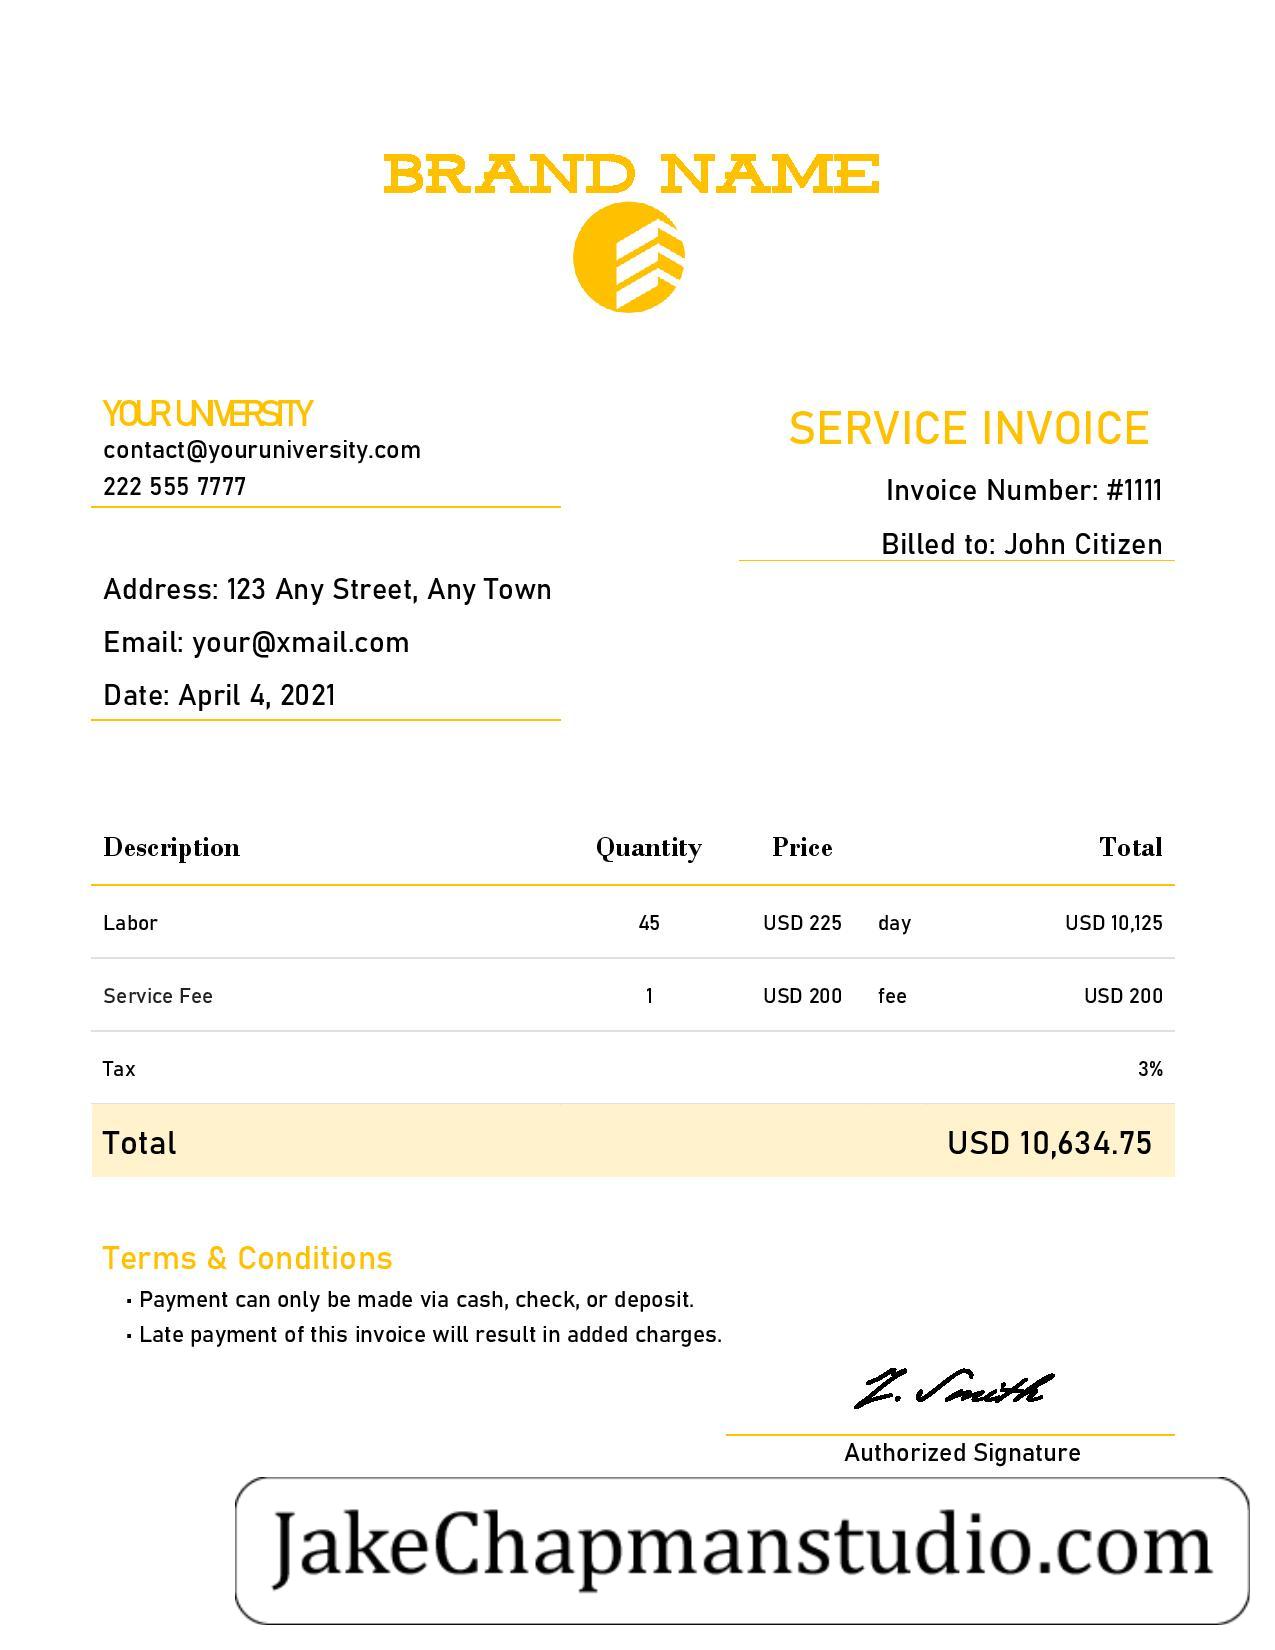 BRAND NAME
YOUR UNIVERSITY
contact@youruniversity.com
222 555 7777
SERVICE INVOICE
Invoice Number: #1111
Billed to: John Citizen
Address: 123 Any Street, Any Town
Email: your@xmail.com
Date: April 4, 2021
Description Quantity Price Total
Labor 45 USD 225 day USD 10,125
Service Fee 1 USD 200 fee USD 200
Tax 3%
Total USD 10,634.75
Terms & Conditions
▪ Payment can only be made via cash, check, or deposit.
▪ Late payment of this invoice will result in added charges.
Z. Smith
Authorized Signature
JakeChapmanstudio.com